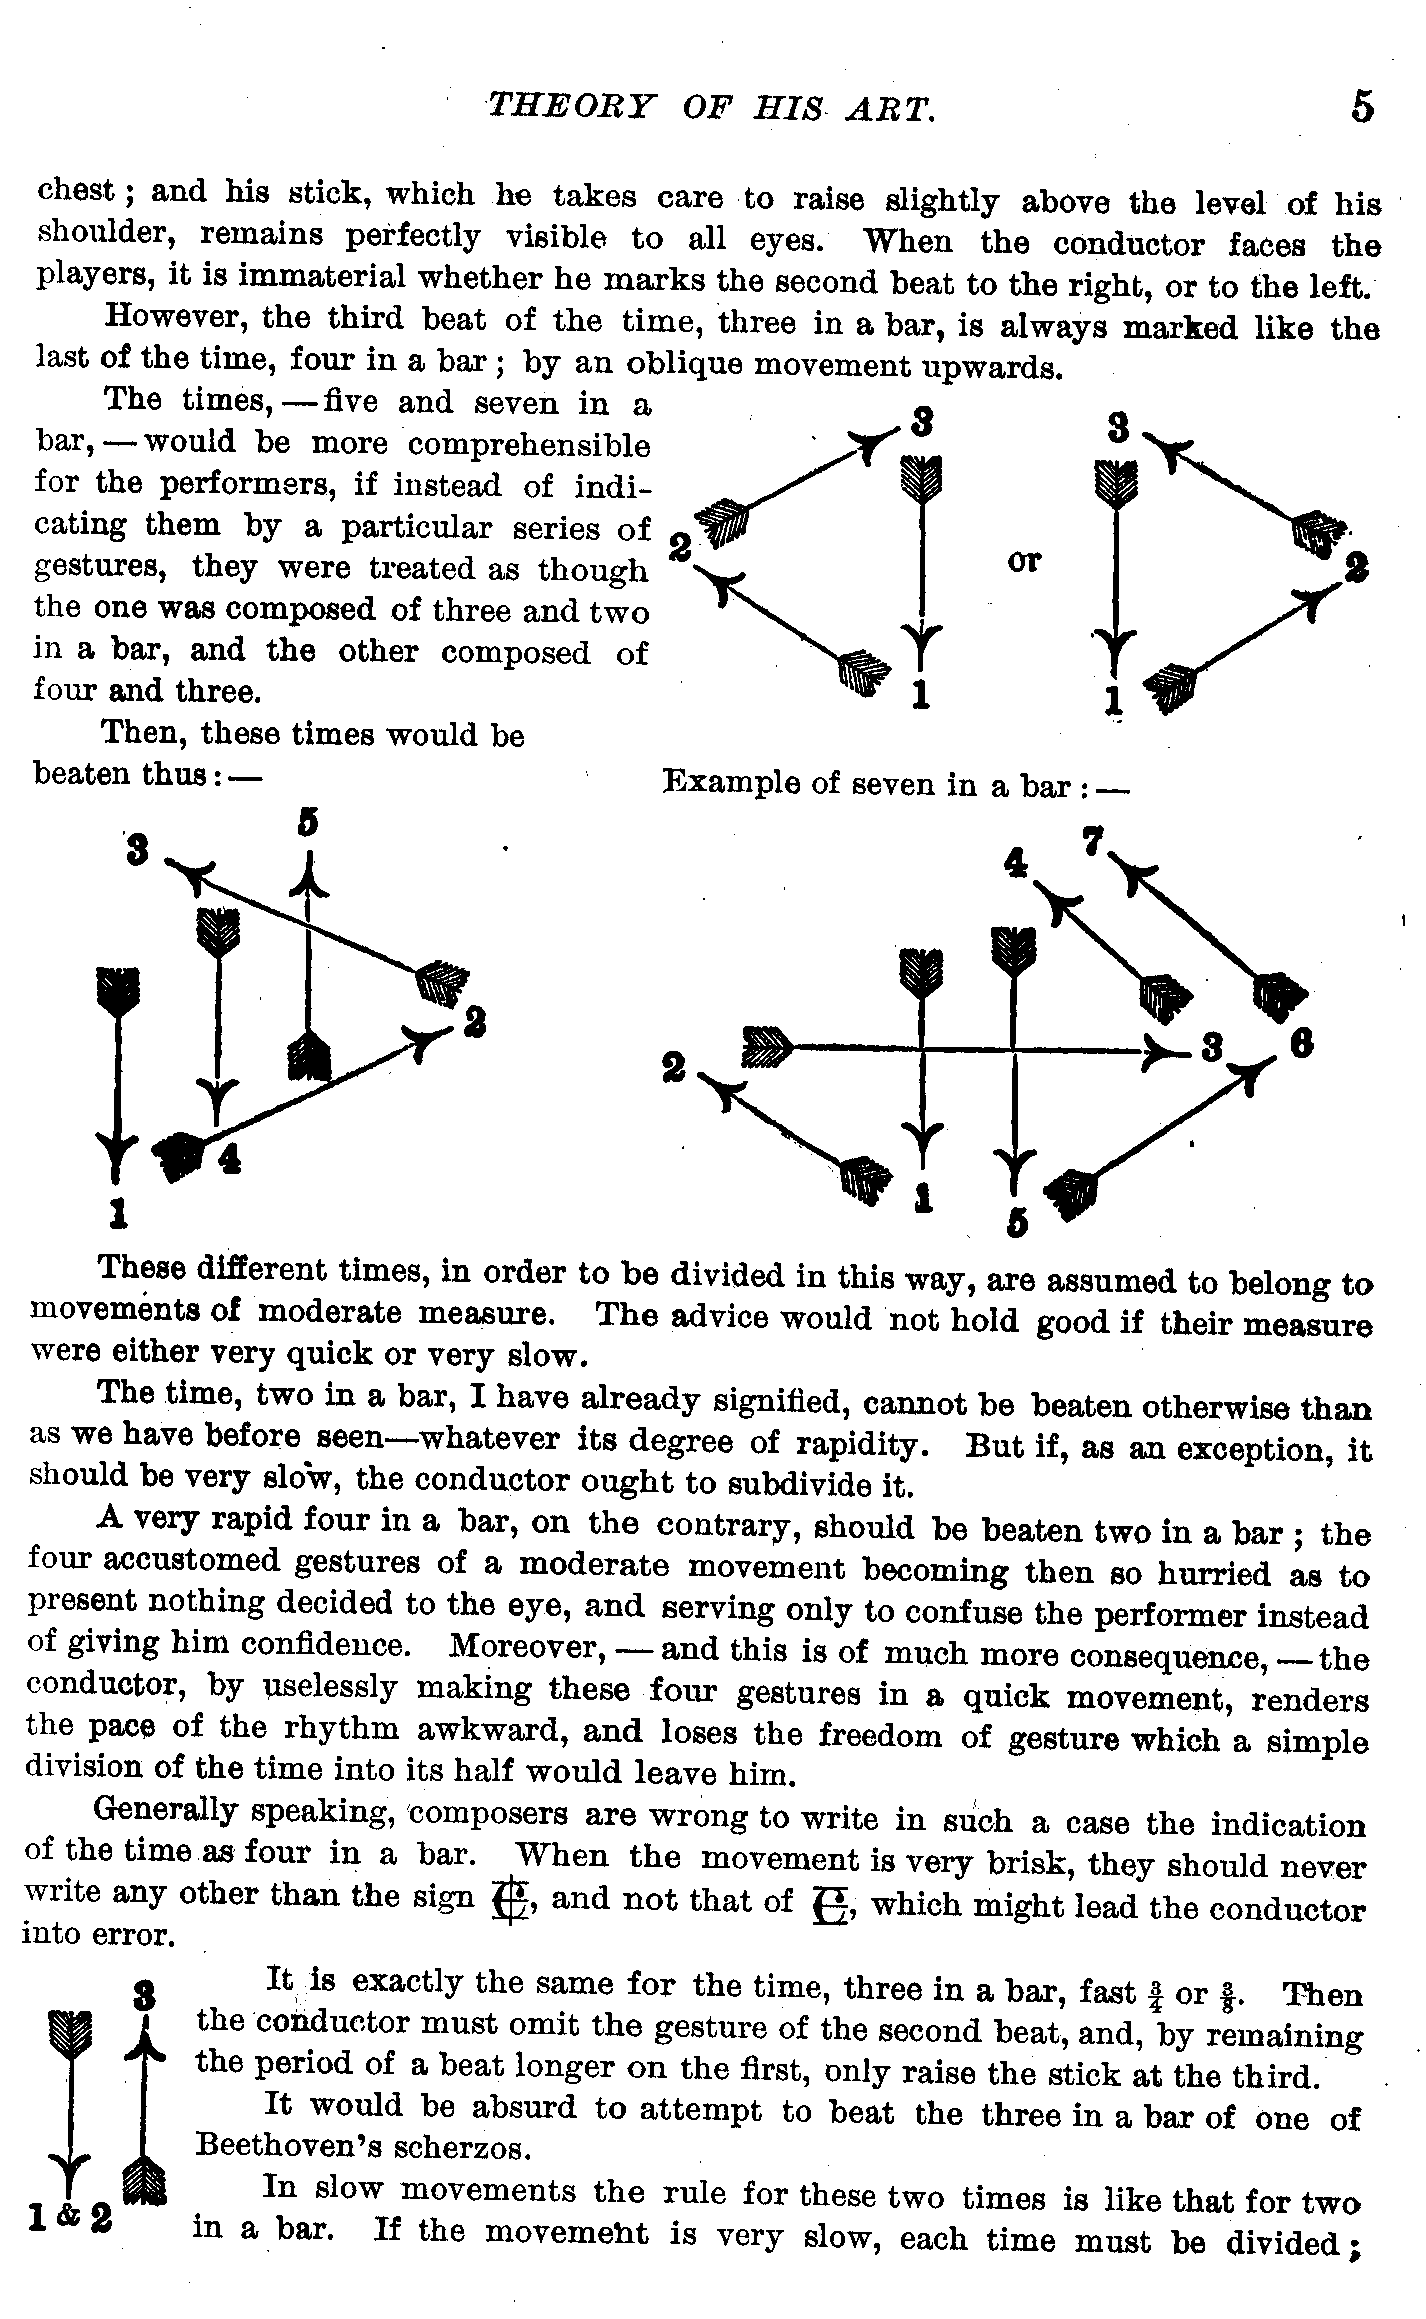 THEORY OF HIS ART. 5
chest; and his stick, which he takes care to raise slightly above the level of his
shoulder, remains perfectly visible to all eyes. When the conductor faces the
players, it is immaterial whether he marks the second beat to the right, or to the left.
However, the third beat of the time, three in a bar, is always marked like the
last of the time, four in a bar; by an oblique movement upwards.
The times, — five and seven in a
bar, — would be more comprehensible
for the performers, if instead of indi-
cating them by a particular series of
gestures, they were treated as though
the one was composed of three and two
in a bar, and the other composed of
four and three.
Then, these times would be
beaten thus: —
3 3
2 or 2
1 1
Example of seven in a bar: —
5
3
2
4
1
7
4
2 3 6
1
5
These different times, in order to be divided in this way, are assumed to belong to
movements of moderate measure. The advice would not hold good if their measure
were either very quick or very slow.
The time, two in a bar, I have already signified, cannot be beaten otherwise than
as we have before seen—whatever its degree of rapidity. But if, as an exception, it
should be very slow, the conductor ought to subdivide it.
A very rapid four in a bar, on the contrary, should be beaten two in a bar; the
four accustomed gestures of a moderate movement becoming then so hurried as to
present nothing decided to the eye, and serving only to confuse the performer instead
of giving him confidence. Moreover, — and this is of much more consequence, — the
conductor, by uselessly making these four gestures in a quick movement, renders
the pace of the rhythm awkward, and loses the freedom of gesture which a simple
division of the time into its half would leave him.
Generally speaking, composers are wrong to write in such a case the indication
of the time as four in a bar. When the movement is very brisk, they should never
write any other than the sign 𝄵, and not that of 𝄴, which might lead the conductor
into error.
It is exactly the same for the time, three in a bar, fast 3/4 or 3/8. Then
the conductor must omit the gesture of the second beat, and, by remaining
the period of a beat longer on the first, only raise the stick at the third.
It would be absurd to attempt to beat the three in a bar of one of
Beethoven's scherzos.
In slow movements the rule for these two times is like that for two
in a bar. If the movement is very slow, each time must be divided;
3
1 & 2